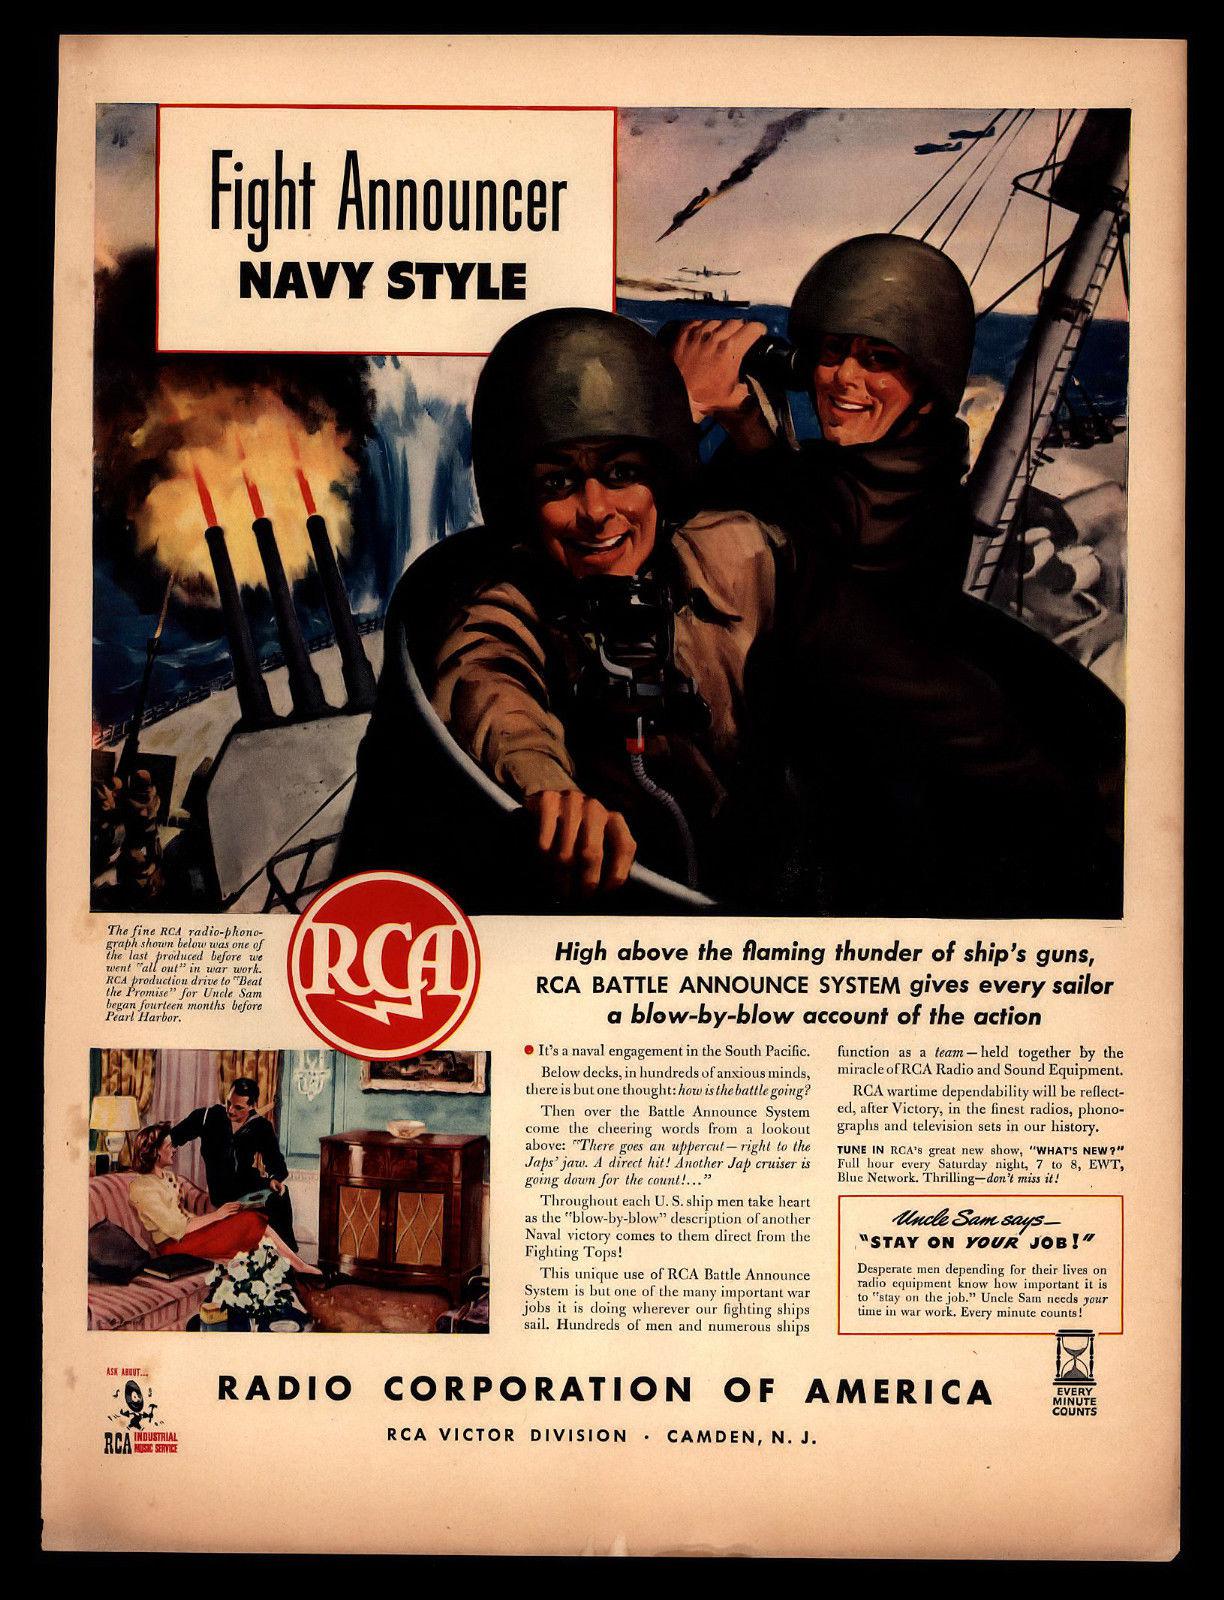 Fight Announcer
NAVY STYLE
The fine RCA radio-phono-
graph shown below was one of
the last produced before we
went "all out" in war work.
RCA production drive to "Beat
the Promise" for Uncle Sam
began fourteen months before
Pearl Harbor.
RCA
High above the flaming thunder of ship's guns,
RCA BATTLE ANNOUNCE SYSTEM gives every sailor
a blow-by-blow account of the action
• It's a naval engagement in the South Pacific.
Below decks, in hundreds of anxious minds,
there is but one thought: how is the battle going?
Then over the Battle Announce System
come the cheering words from a lookout
above: "There goes an uppercut—right to the
Japs' jaw. A direct hit! Another Jap cruiser is
going down for the count!..."
Throughout each U. S. ship men take heart
as the "blow-by-blow" description of another
Naval victory comes to them direct from the
Fighting Tops!
This unique use of RCA Battle Announce
System is but one of the many important war
jobs it is doing wherever our fighting ships
sail. Hundreds of men and numerous ships
function as a team—held together by the
miracle of RCA Radio and Sound Equipment.
RCA wartime dependability will be reflect-
ed, after Victory, in the finest radios, phono-
graphs and television sets in our history.
TUNE IN RCA's great new show, "WHAT'S NEW?"
Full hour every Saturday night, 7 to 8, EWT,
Blue Network. Thrilling—don't miss it!
Uncle Sam says—
"STAY ON YOUR JOB!"
Desperate men depending for their lives on
radio equipment know how important it is
to "stay on the job." Uncle Sam needs your
time in war work. Every minute counts!
EVERY
MINUTE
COUNTS
ASK ABOUT...
RCA INDUSTRIAL
MUSIC SERVICE
RADIO CORPORATION OF AMERICA
RCA VICTOR DIVISION · CAMDEN, N. J.